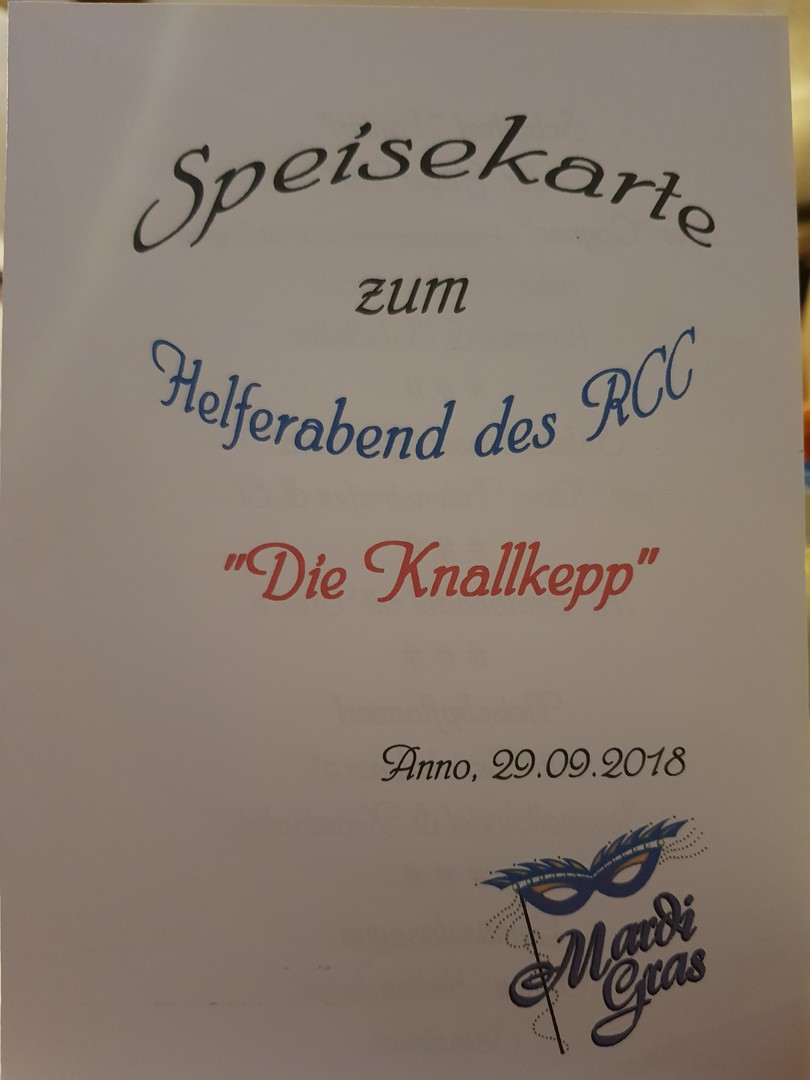 Speisekarte
zum
Helferabend des RCC
"Die Knallkepp"
Anno, 29.09.2018
Mardi
Gras